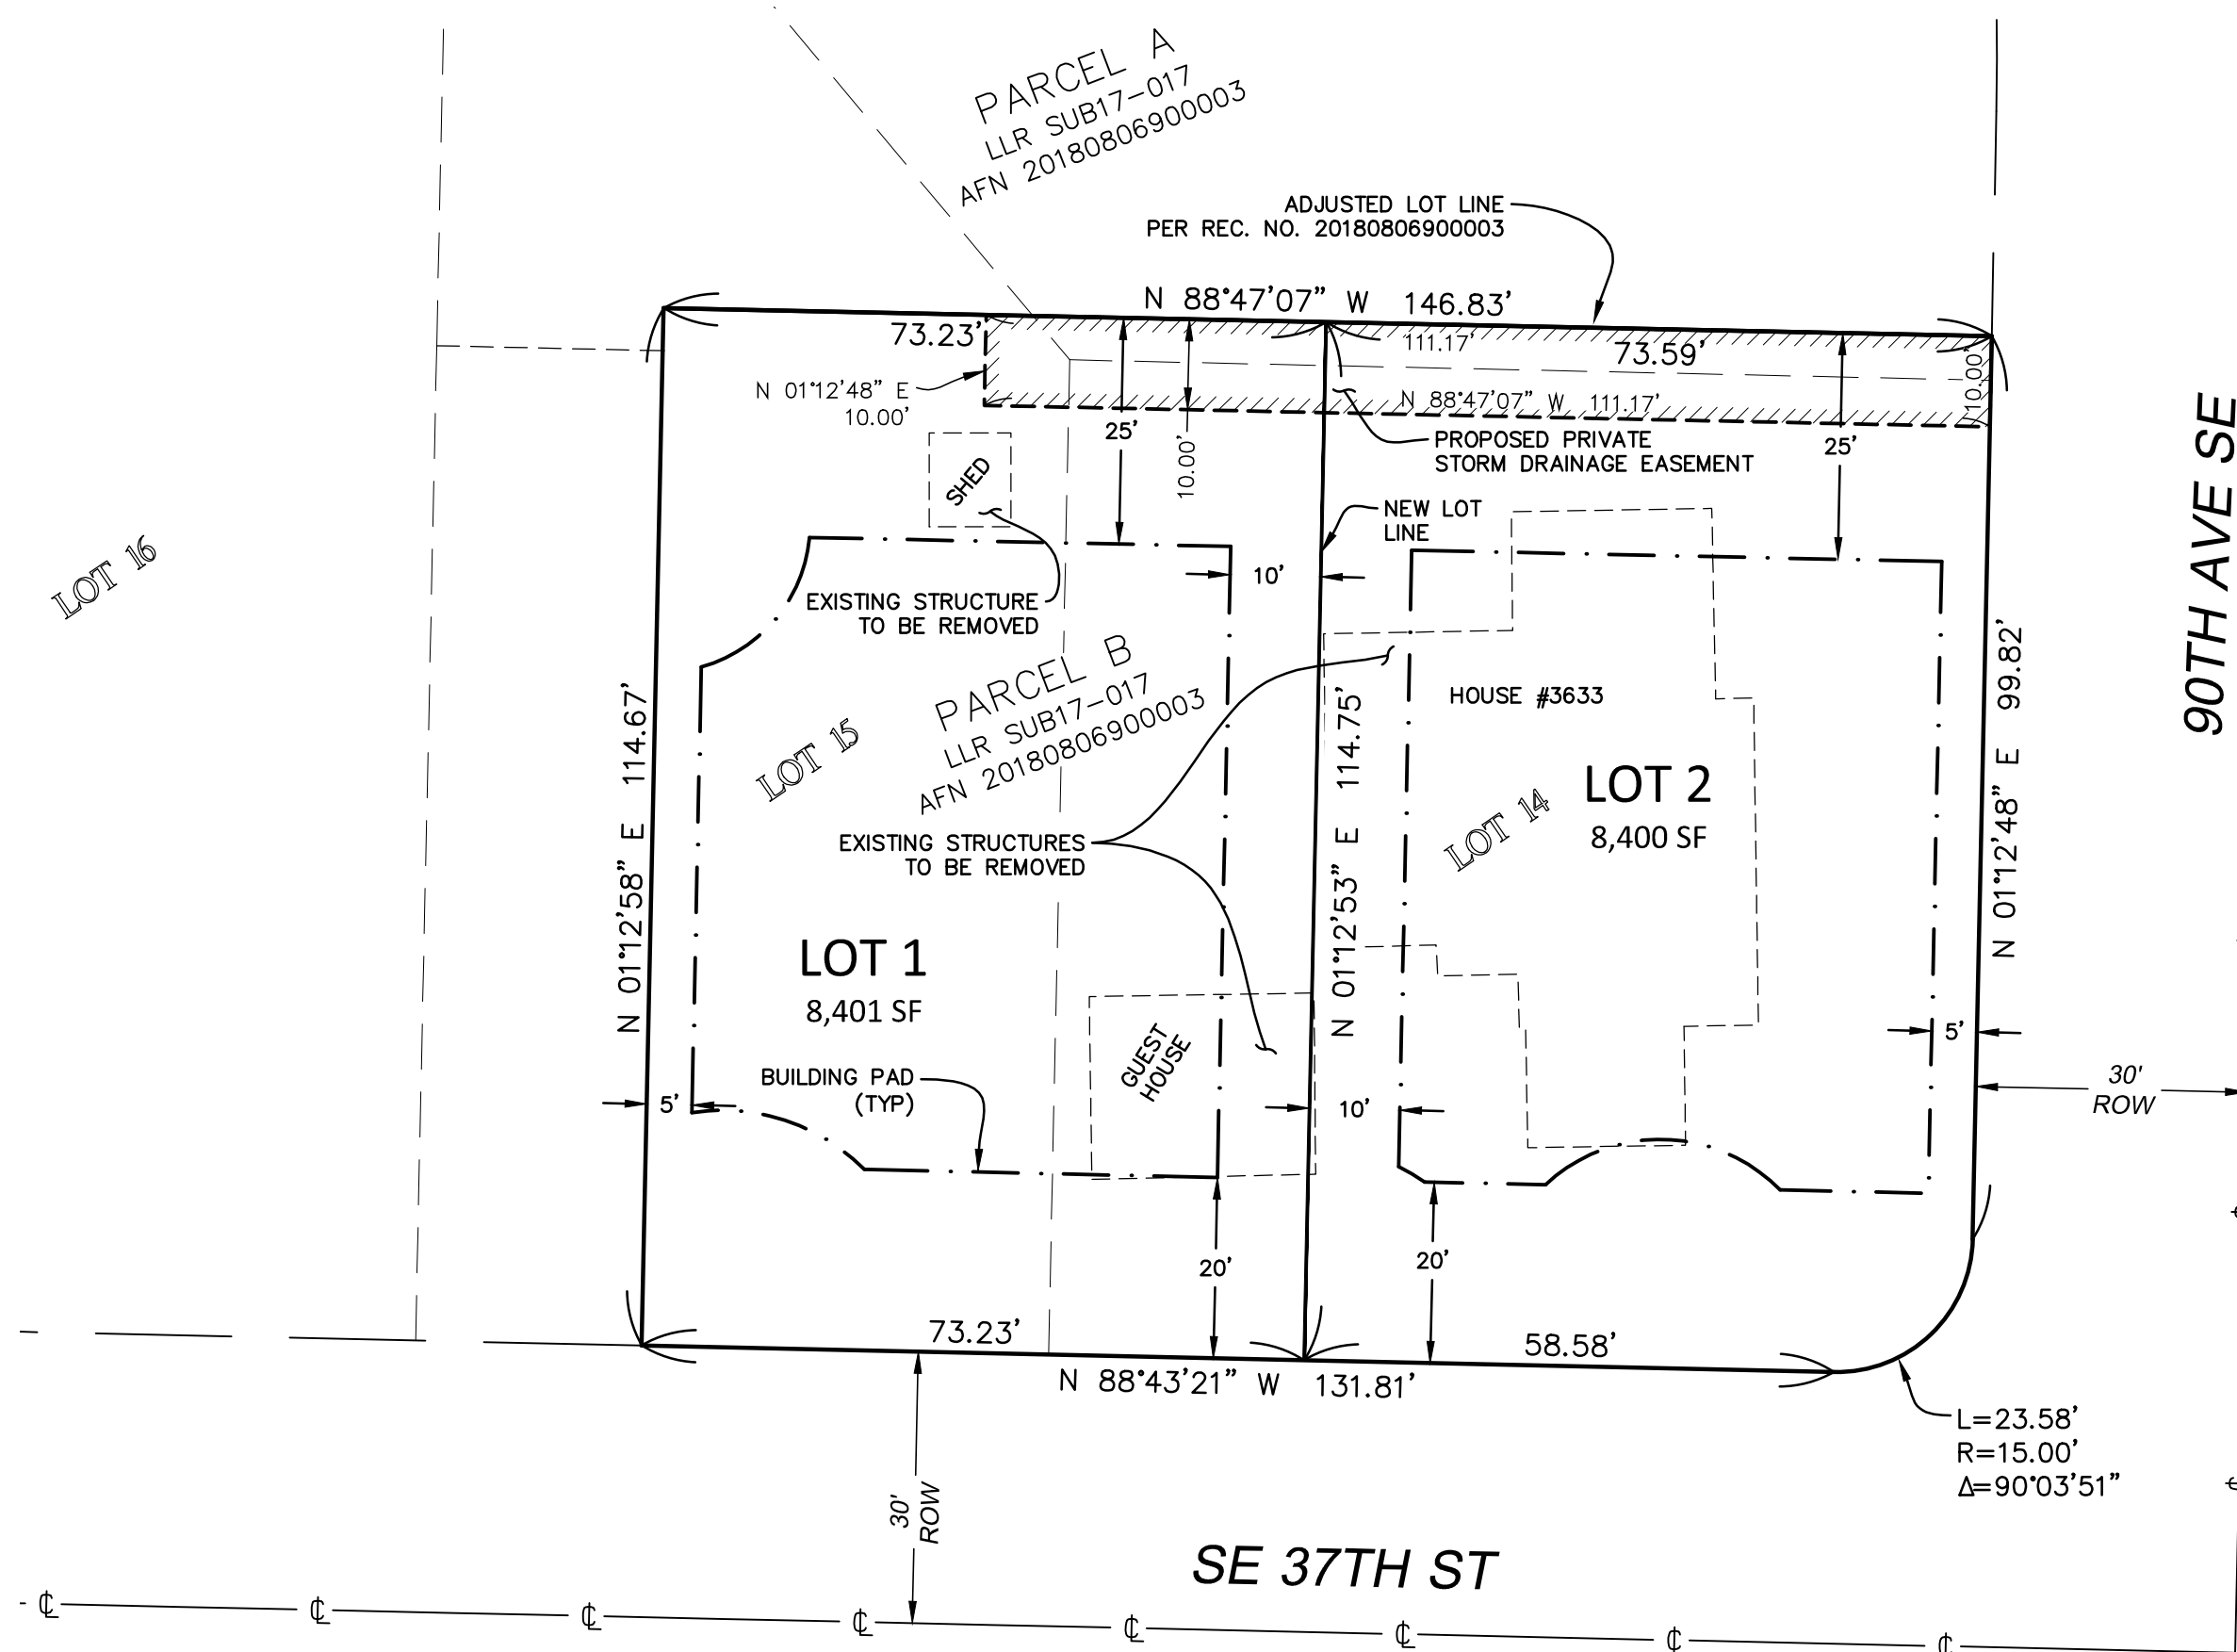 PARCEL A
LLR SUB17-017
AFN 20180806900003
ADJUSTED LOT LINE
PER REC. NO. 20180806900003
N 88°47'07" W 146.83'
73.23'
111.17'
73.59'
10.00'
N 01°12'48" E
10.00'
N 88°47'07" W 111.17'
25'
10.00'
PROPOSED PRIVATE
STORM DRAINAGE EASEMENT
25'
SHED
NEW LOT
LINE
LOT 16
10'
EXISTING STRUCTURE
TO BE REMOVED
PARCEL B
LLR SUB17-017
AFN 20180806900003
LOT 15
HOUSE #3633
LOT 14
LOT 2
8,400 SF
EXISTING STRUCTURES
TO BE REMOVED
N 01°12'58" E 114.67'
N 01°12'53" E 114.75'
N 01°12'48" E 99.82'
90TH AVE SE
LOT 1
8,401 SF
GUEST
HOUSE
BUILDING PAD
(TYP)
5'
10'
5'
30'
ROW
20'
20'
73.23'
58.58'
N 88°43'21" W 131.81'
L=23.58'
R=15.00'
Δ=90°03'51"
30'
ROW
SE 37TH ST
℄ ℄ ℄ ℄ ℄ ℄ ℄ ℄